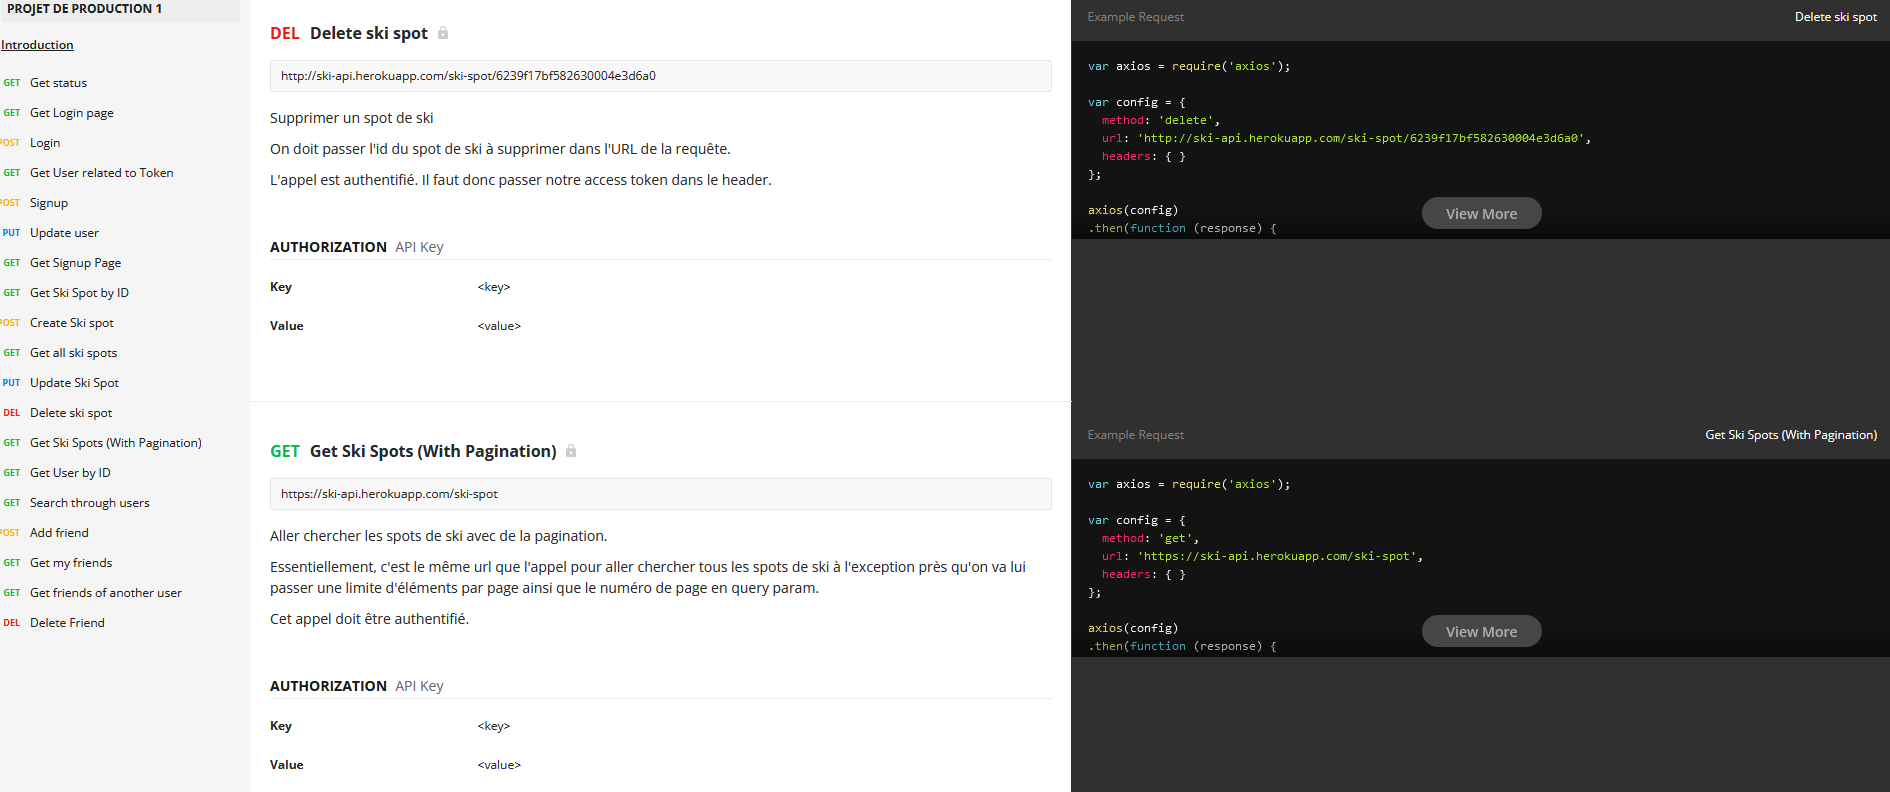 PROJET DE PRODUCTION 1
Introduction
GET Get status
GET Get Login page
POST Login
GET Get User related to Token
POST Signup
PUT Update user
GET Get Signup Page
GET Get Ski Spot by ID
POST Create Ski spot
GET Get all ski spots
PUT Update Ski Spot
DEL Delete ski spot
GET Get Ski Spots (With Pagination)
GET Get User by ID
GET Search through users
POST Add friend
GET Get my friends
GET Get friends of another user
DEL Delete Friend
DEL Delete ski spot
http://ski-api.herokuapp.com/ski-spot/6239f17bf582630004e3d6a0
Supprimer un spot de ski
On doit passer l'id du spot de ski à supprimer dans l'URL de la requête.
L'appel est authentifié. Il faut donc passer notre access token dans le header.
AUTHORIZATION API Key
Key <key>
Value <value>
GET Get Ski Spots (With Pagination)
https://ski-api.herokuapp.com/ski-spot
Aller chercher les spots de ski avec de la pagination.
Essentiellement, c'est le même url que l'appel pour aller chercher tous les spots de ski à l'exception près qu'on va lui
passer une limite d'éléments par page ainsi que le numéro de page en query param.
Cet appel doit être authentifié.
AUTHORIZATION API Key
Key <key>
Value <value>
Example Request Delete ski spot
var axios = require('axios');
var config = {
method: 'delete',
url: 'http://ski-api.herokuapp.com/ski-spot/6239f17bf582630004e3d6a0',
headers: { }
};
axios(config)
.then(function (response) {
View More
Example Request Get Ski Spots (With Pagination)
var axios = require('axios');
var config = {
method: 'get',
url: 'https://ski-api.herokuapp.com/ski-spot',
headers: { }
};
axios(config)
.then(function (response) {
View More